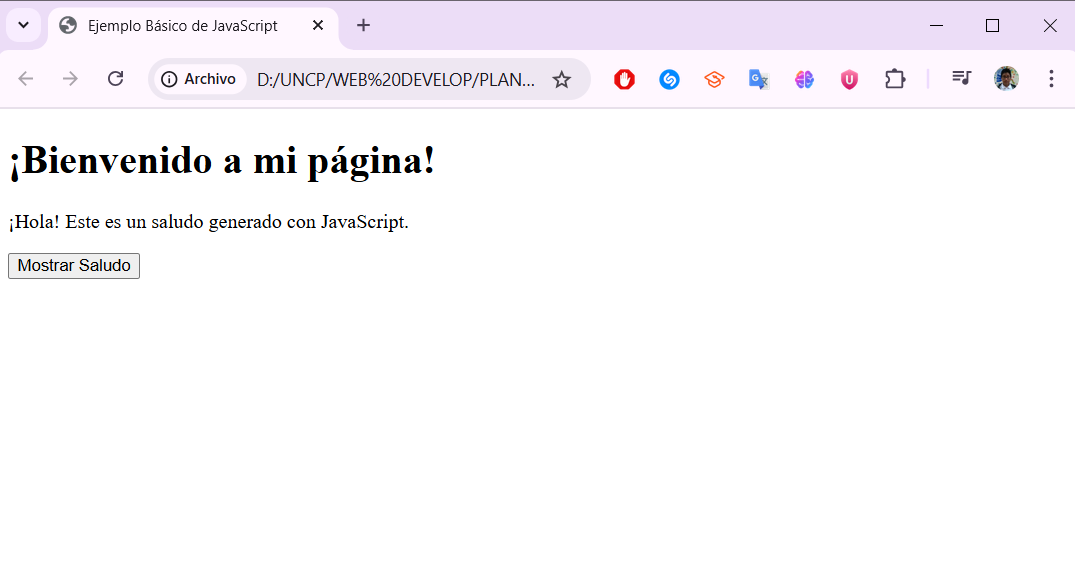 Ejemplo Básico de JavaScript
Archivo D:/UNCP/WEB%20DEVELOP/PLAN...
¡Bienvenido a mi página!
¡Hola! Este es un saludo generado con JavaScript.
Mostrar Saludo